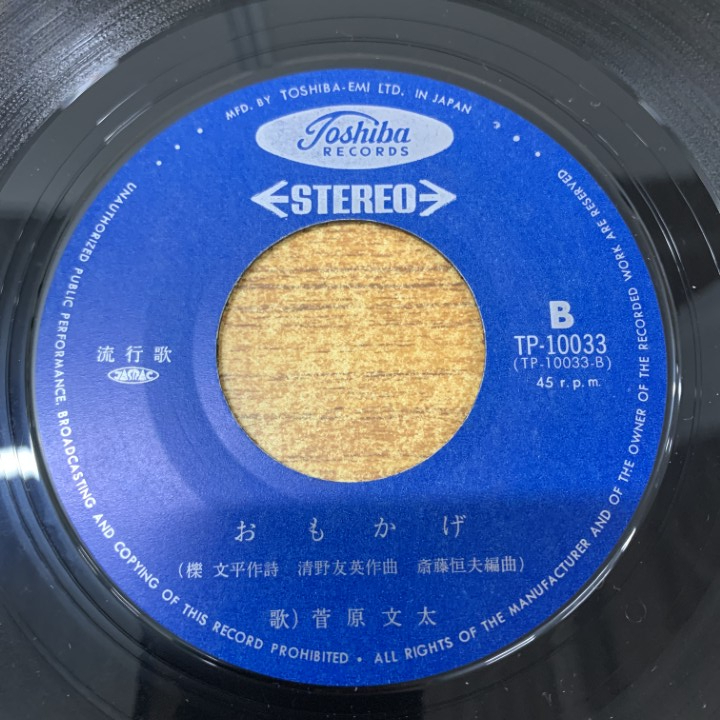 MFD. BY TOSHIBA-EMI LTD. IN JAPAN
Toshiba
RECORDS
STEREO
流行歌
JASRAC
B
TP-10033
(TP-10033-B)
45 r.p.m.
おもかげ
(櫟 文平作詩 清野友英作曲 斎藤恒夫編曲)
歌) 菅原文太
UNAUTHORIZED PUBLIC PERFORMANCE, BROADCASTING AND COPYING OF THIS RECORD PROHIBITED • ALL RIGHTS OF THE MANUFACTURER AND OF THE OWNER OF THE RECORDED WORK ARE RESERVED